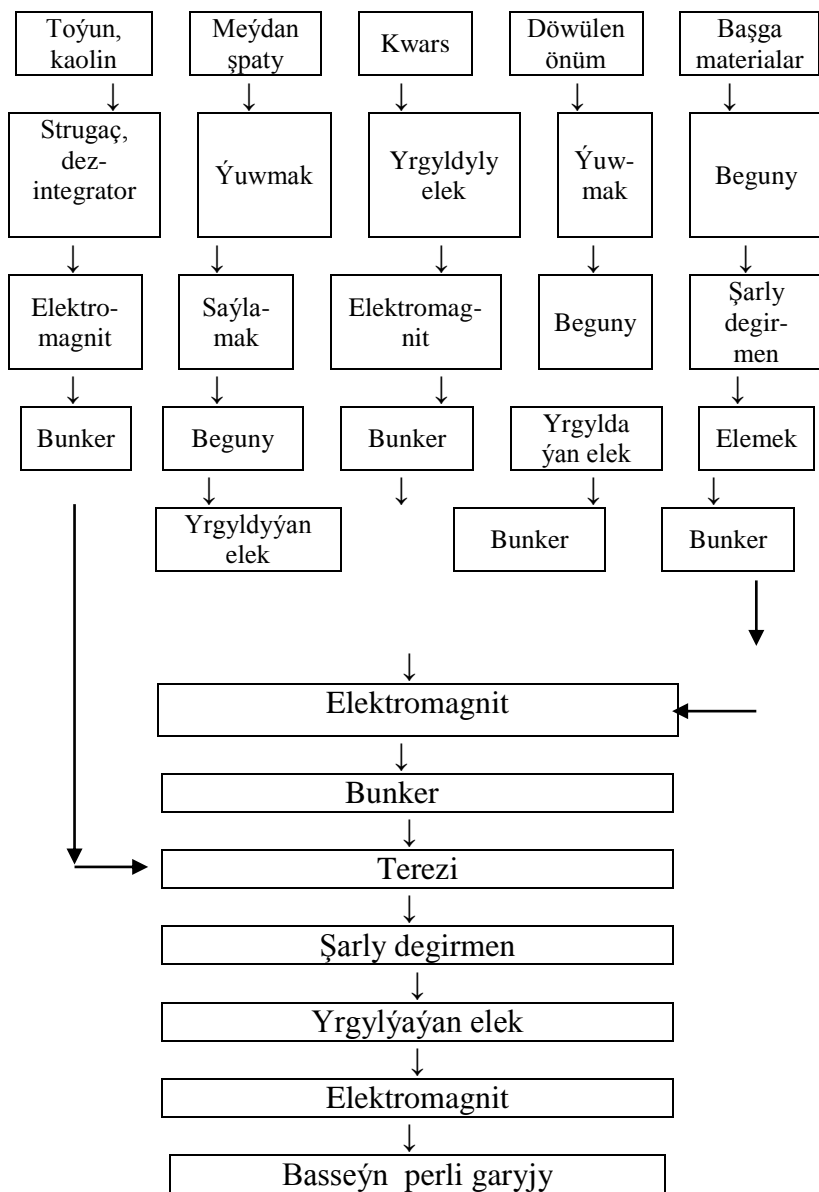 Toýun,
kaolin
Meýdan
şpaty
Kwars
Döwülen
önüm
Başga
materialar
↓ ↓ ↓ ↓ ↓
Strugaç,
dez-
integrator
Ýuwmak
Yrgyldyly
elek
Ýuw-
mak
Beguny
↓ ↓ ↓ ↓ ↓
Elektro-
magnit
Saýla-
mak
Elektromag-
nit
Beguny
Şarly
degir-
men
↓ ↓ ↓ ↓
Bunker
Beguny
Bunker
Yrgylda
ýan elek
Elemek
↓ ↓ ↓ ↓
Yrgyldyýan
elek
Bunker
Bunker
↓
Elektromagnit
↓
Bunker
↓
Terezi
↓
Şarly degirmen
↓
Yrgylýaýan elek
↓
Elektromagnit
↓
Basseýn perli garyjy